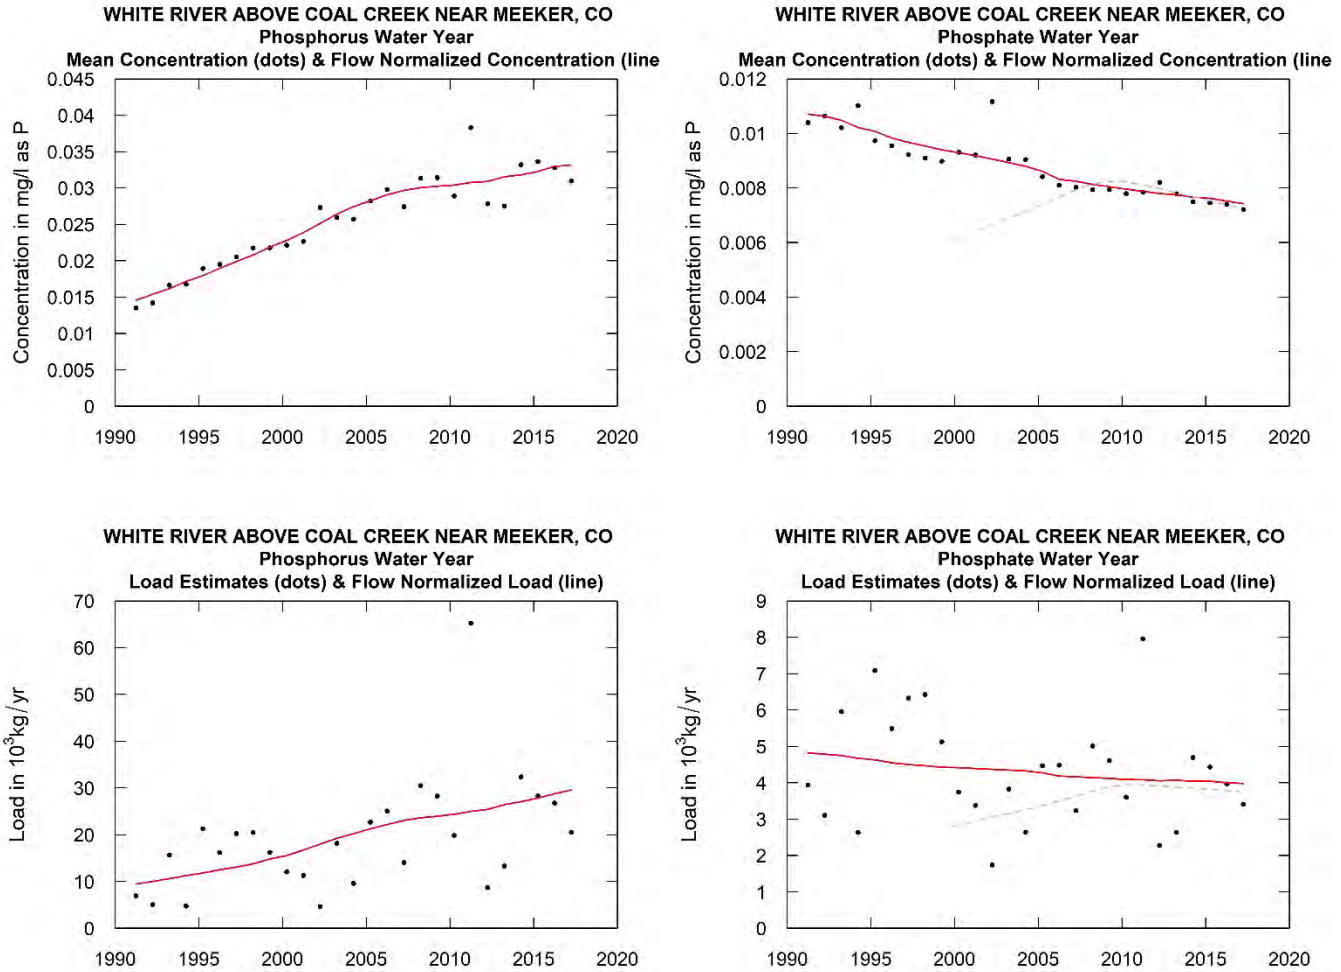 WHITE RIVER ABOVE COAL CREEK NEAR MEEKER, CO
Phosphorus Water Year
Mean Concentration (dots) & Flow Normalized Concentration (line
0.045
0.04
0.035
0.03
0.025
0.02
0.015
0.01
0.005
0
Concentration in mg/l as P
1990 1995 2000 2005 2010 2015 2020
WHITE RIVER ABOVE COAL CREEK NEAR MEEKER, CO
Phosphate Water Year
Mean Concentration (dots) & Flow Normalized Concentration (line
0.012
0.01
0.008
0.006
0.004
0.002
0
Concentration in mg/l as P
1990 1995 2000 2005 2010 2015 2020
WHITE RIVER ABOVE COAL CREEK NEAR MEEKER, CO
Phosphorus Water Year
Load Estimates (dots) & Flow Normalized Load (line)
70
60
50
40
30
20
10
0
Load in 10³kg/yr
1990 1995 2000 2005 2010 2015 2020
WHITE RIVER ABOVE COAL CREEK NEAR MEEKER, CO
Phosphate Water Year
Load Estimates (dots) & Flow Normalized Load (line)
9
8
7
6
5
4
3
2
1
0
Load in 10³kg/yr
1990 1995 2000 2005 2010 2015 2020